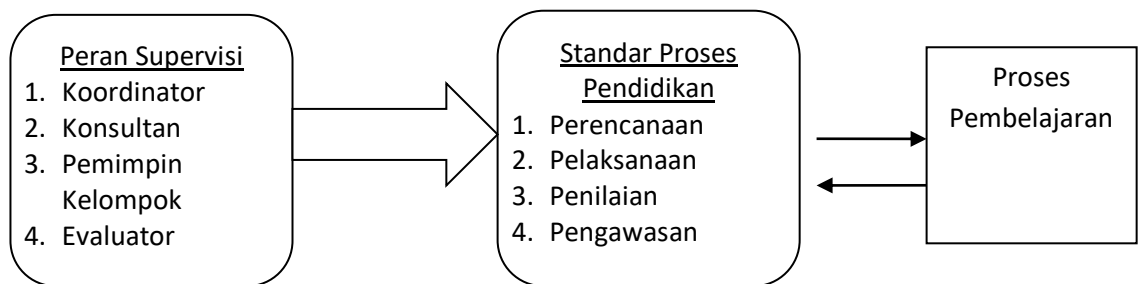 Peran Supervisi
1. Koordinator
2. Konsultan
3. Pemimpin
Kelompok
4. Evaluator
Standar Proses
Pendidikan
1. Perencanaan
2. Pelaksanaan
3. Penilaian
4. Pengawasan
Proses
Pembelajaran